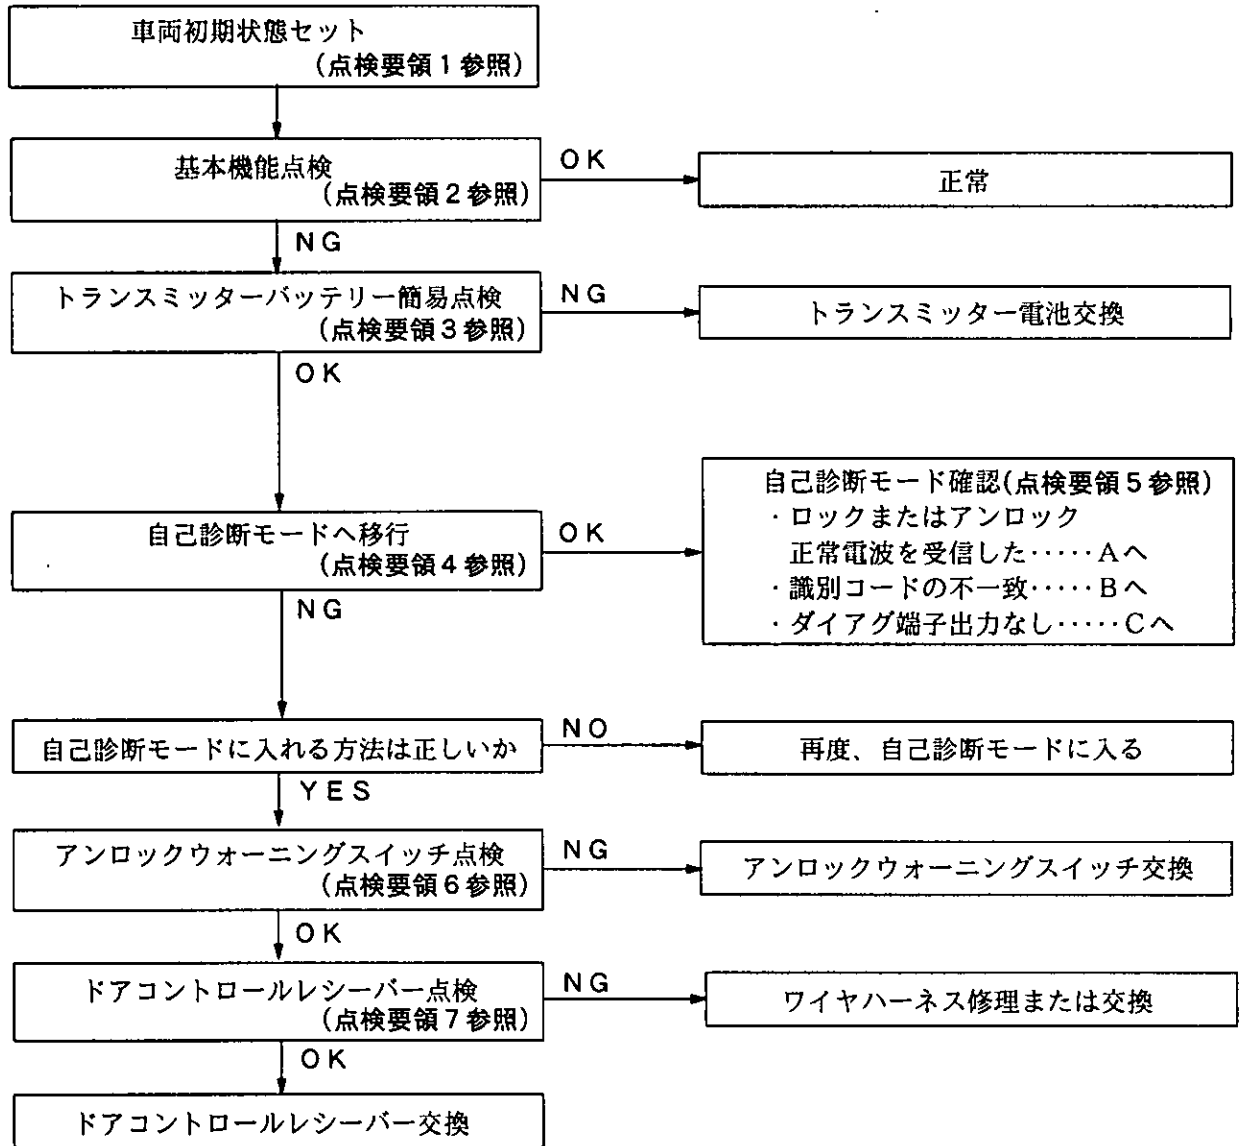 車両初期状態セット
(点検要領1参照)
基本機能点検
(点検要領2参照)
OK
正常
NG
トランスミッターバッテリー簡易点検
(点検要領3参照)
NG
トランスミッター電池交換
OK
自己診断モードへ移行
(点検要領4参照)
OK
自己診断モード確認(点検要領5参照)
・ロックまたはアンロック
正常電波を受信した‥‥‥Aへ
・識別コードの不一致‥‥‥Bへ
・ダイアグ端子出力なし‥‥‥Cへ
NG
自己診断モードに入れる方法は正しいか
NO
再度、自己診断モードに入る
YES
アンロックウォーニングスイッチ点検
(点検要領6参照)
NG
アンロックウォーニングスイッチ交換
OK
ドアコントロールレシーバー点検
(点検要領7参照)
NG
ワイヤハーネス修理または交換
OK
ドアコントロールレシーバー交換